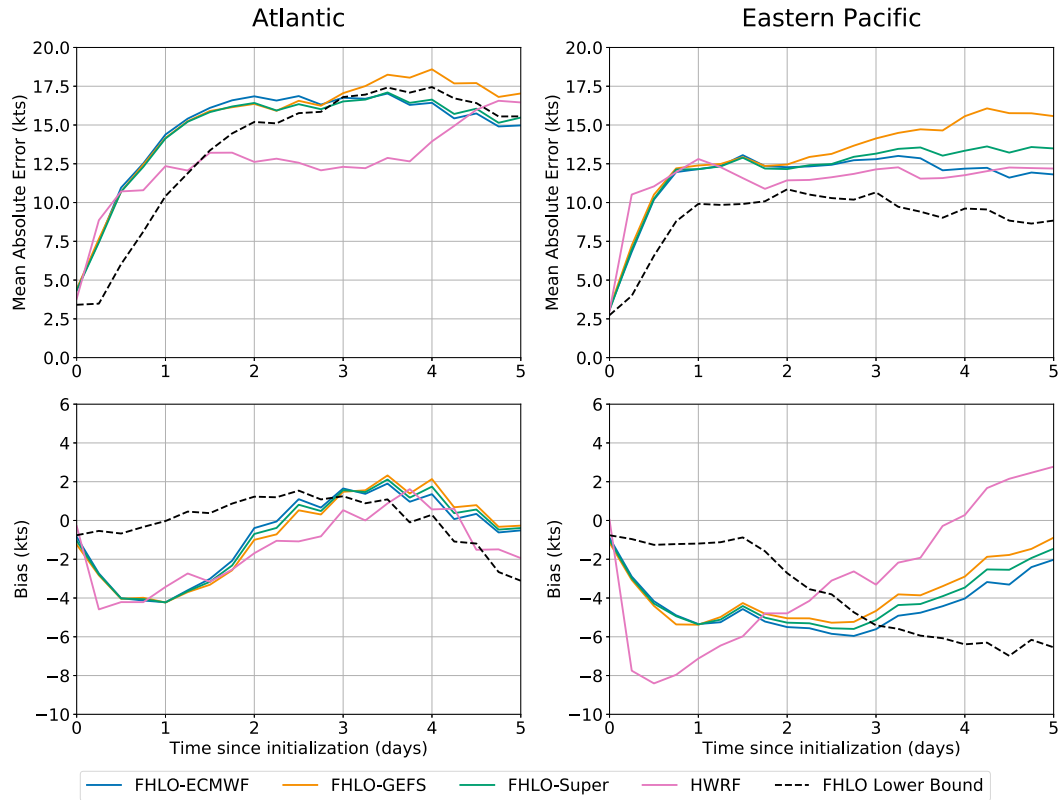 Atlantic
Eastern Pacific
20.0
17.5
15.0
12.5
10.0
7.5
5.0
2.5
0.0
Mean Absolute Error (kts)
0 1 2 3 4 5
20.0
17.5
15.0
12.5
10.0
7.5
5.0
2.5
0.0
Mean Absolute Error (kts)
0 1 2 3 4 5
6
4
2
0
−2
−4
−6
−8
−10
Bias (kts)
0 1 2 3 4 5
Time since initialization (days)
6
4
2
0
−2
−4
−6
−8
−10
Bias (kts)
0 1 2 3 4 5
Time since initialization (days)
FHLO-ECMWF FHLO-GEFS FHLO-Super HWRF FHLO Lower Bound